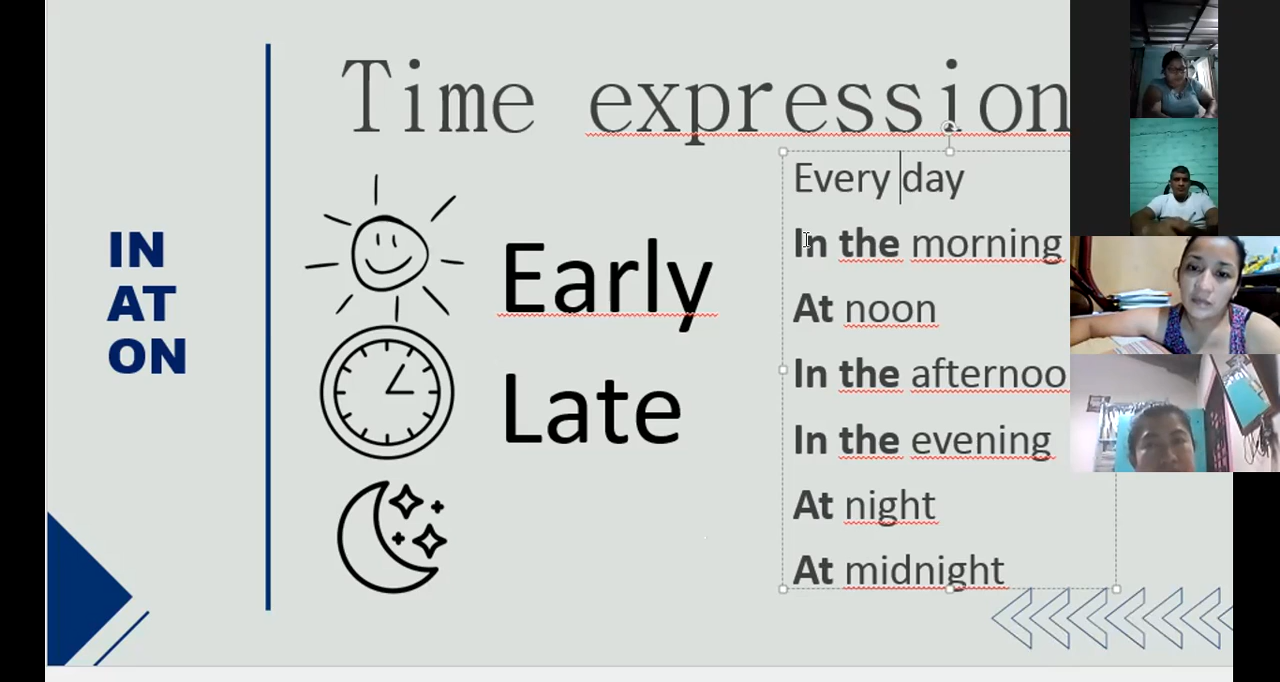 Time expression
IN
AT
ON
Early
Late
Every day
In the morning
At noon
In the afternoo
In the evening
At night
At midnight